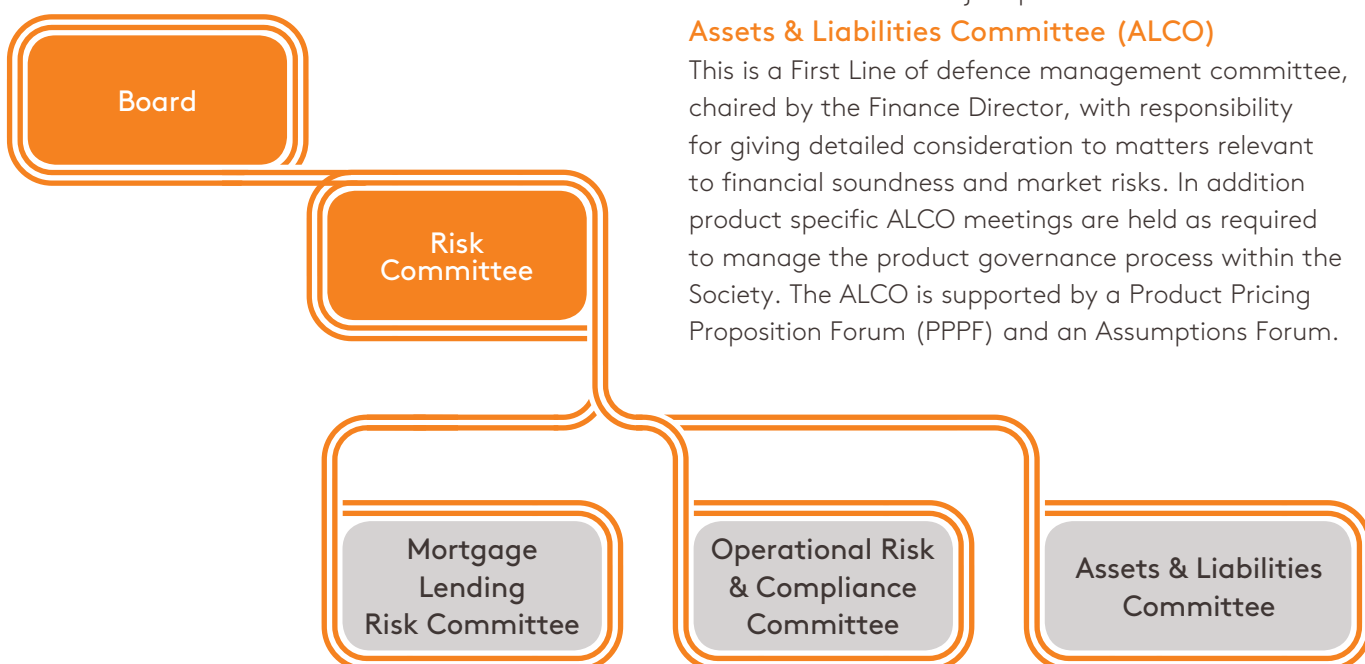 Assets & Liabilities Committee (ALCO)
This is a First Line of defence management committee,
chaired by the Finance Director, with responsibility
for giving detailed consideration to matters relevant
to financial soundness and market risks. In addition
product specific ALCO meetings are held as required
to manage the product governance process within the
Society. The ALCO is supported by a Product Pricing
Proposition Forum (PPPF) and an Assumptions Forum.
Board
Risk
Committee
Mortgage
Lending
Risk Committee
Operational Risk
& Compliance
Committee
Assets & Liabilities
Committee